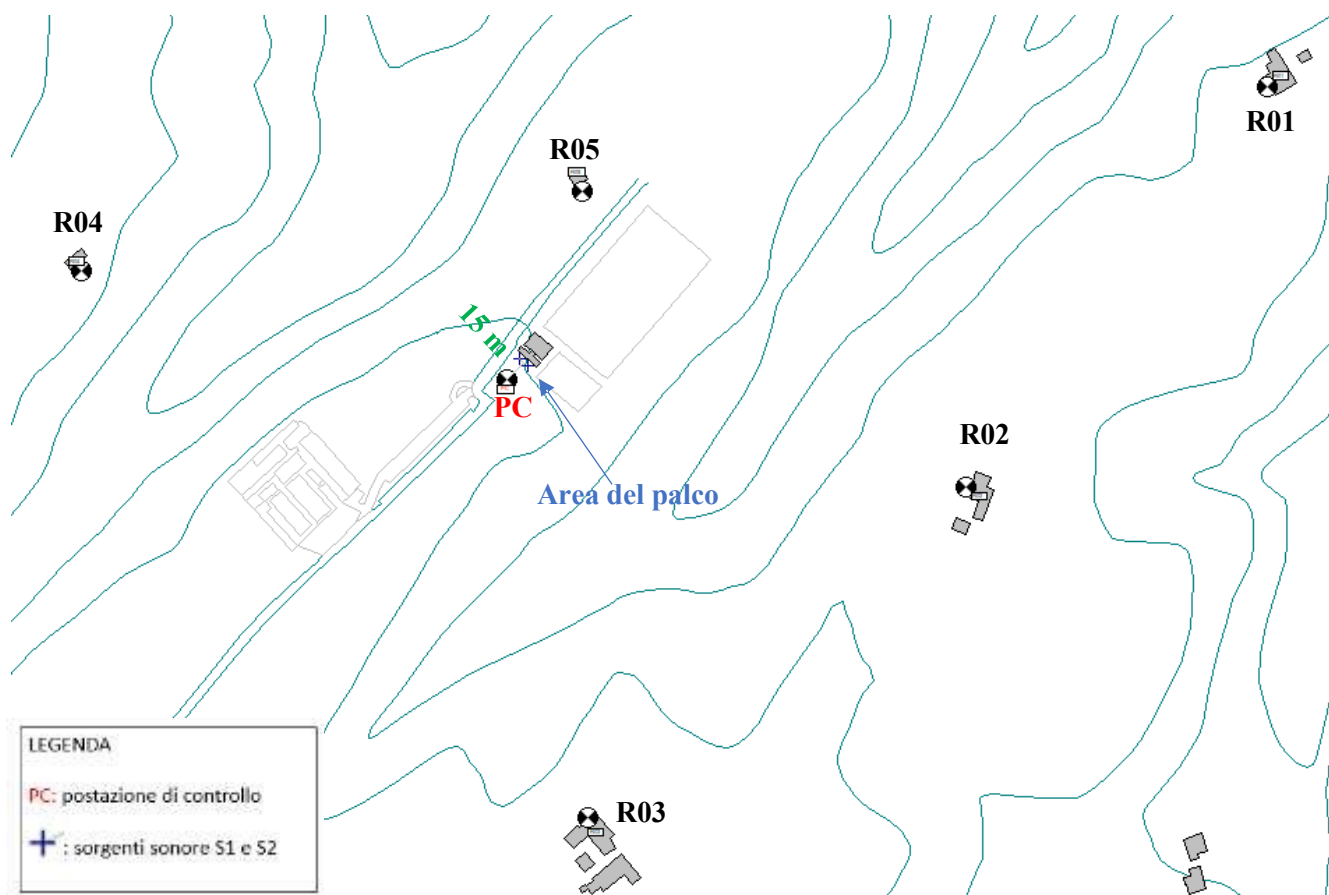 R01
R05
R04
15 m
PC
R02
Area del palco
R03
LEGENDA
PC: postazione di controllo
: sorgenti sonore S1 e S2